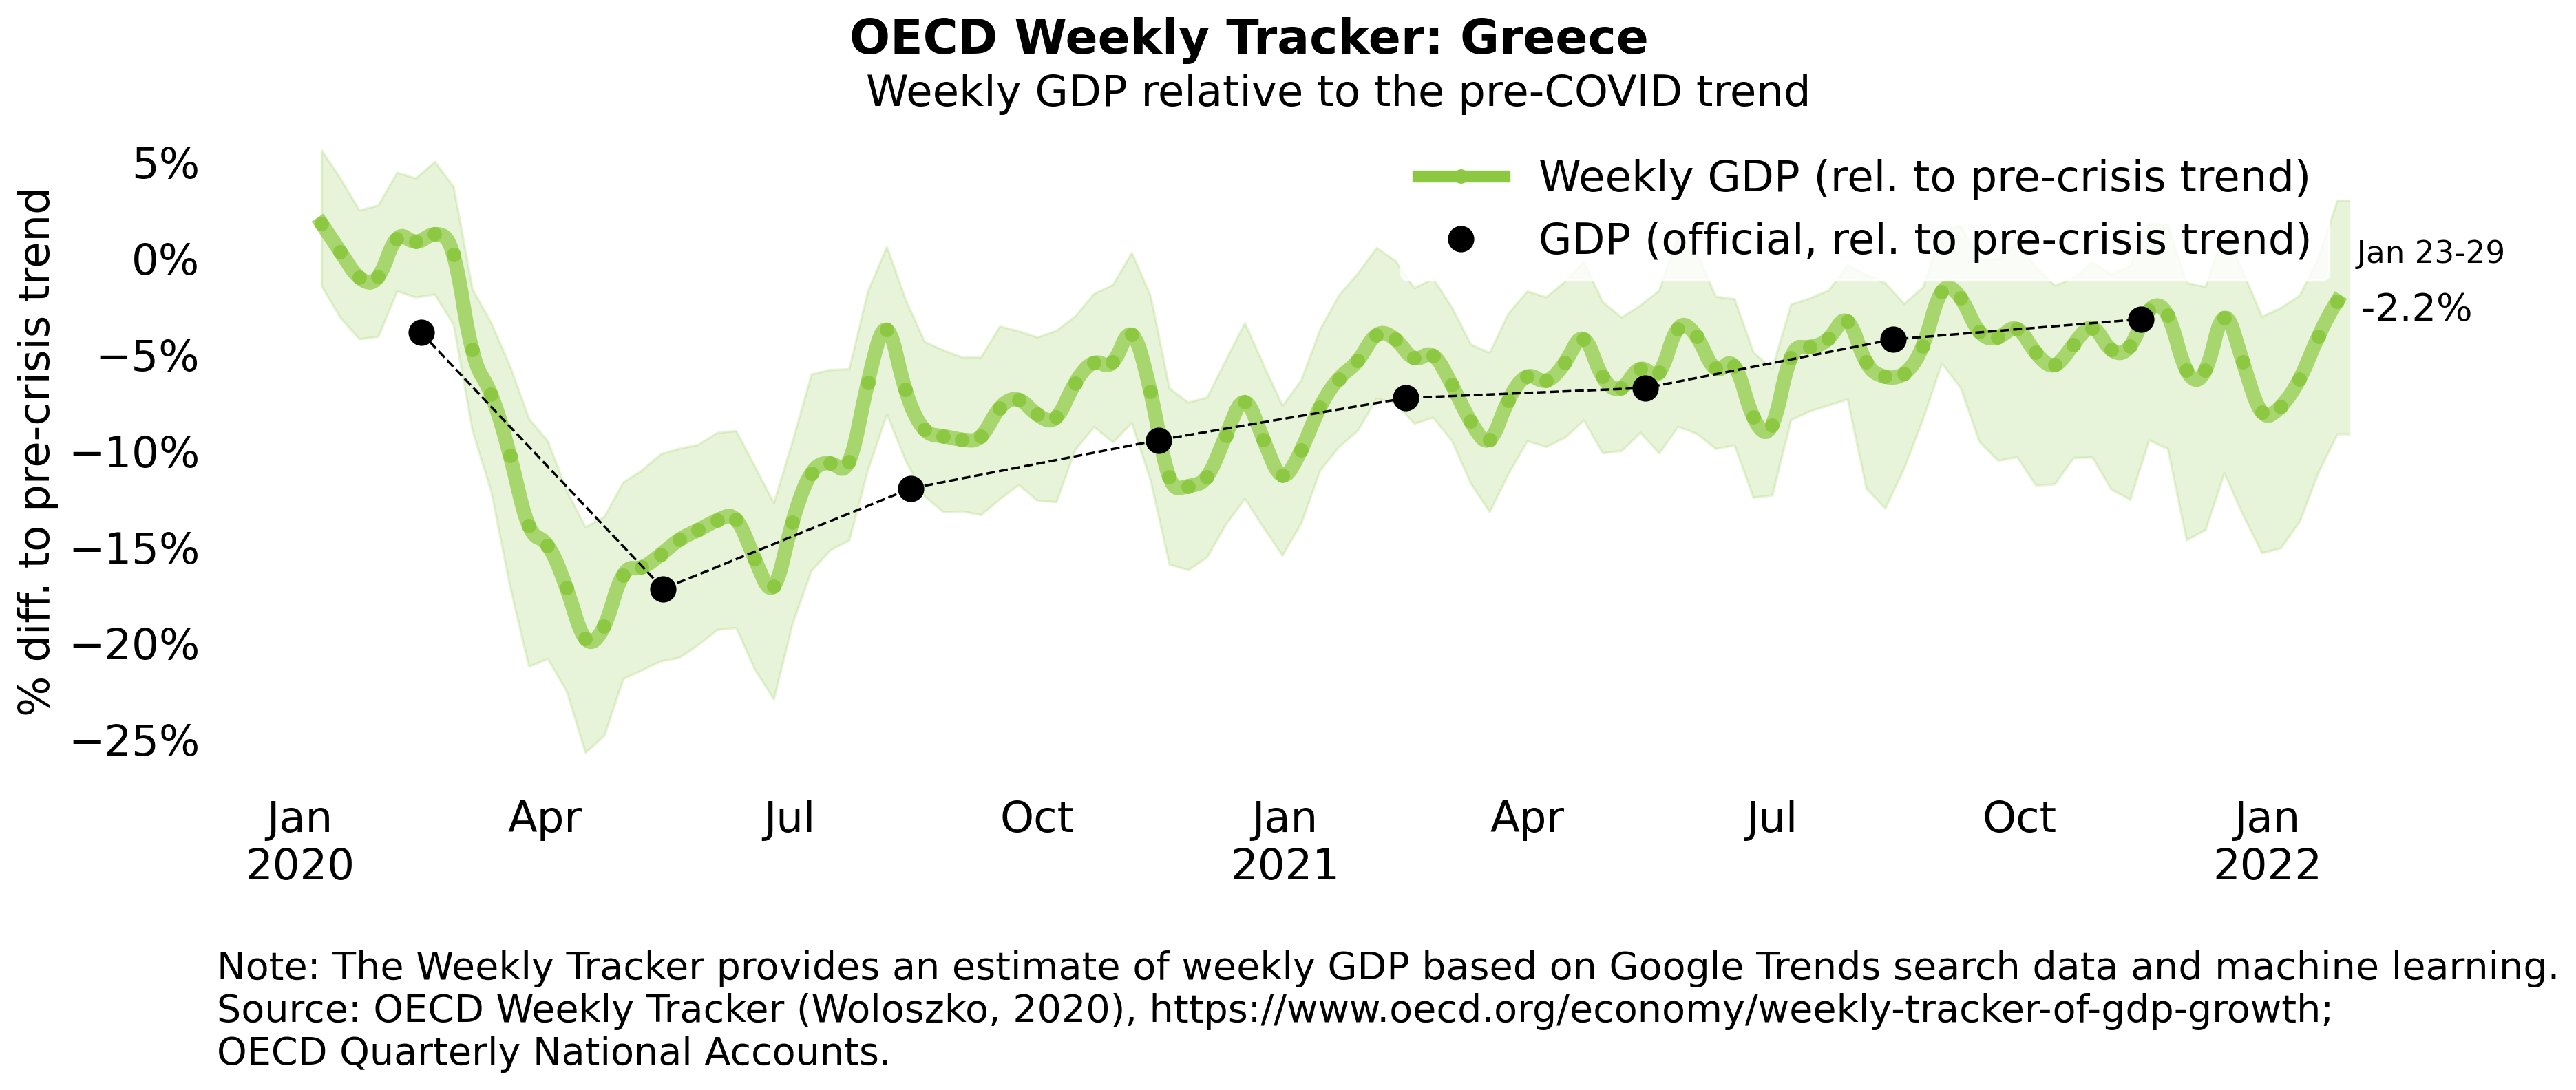 OECD Weekly Tracker: Greece
Weekly GDP relative to the pre-COVID trend
% diff. to pre-crisis trend
5%
0%
−5%
−10%
−15%
−20%
−25%
Weekly GDP (rel. to pre-crisis trend)
GDP (official, rel. to pre-crisis trend)
Jan 23-29
-2.2%
Jan Apr Jul Oct Jan Apr Jul Oct Jan
2020 2021 2022
Note: The Weekly Tracker provides an estimate of weekly GDP based on Google Trends search data and machine learning.
Source: OECD Weekly Tracker (Woloszko, 2020), https://www.oecd.org/economy/weekly-tracker-of-gdp-growth;
OECD Quarterly National Accounts.